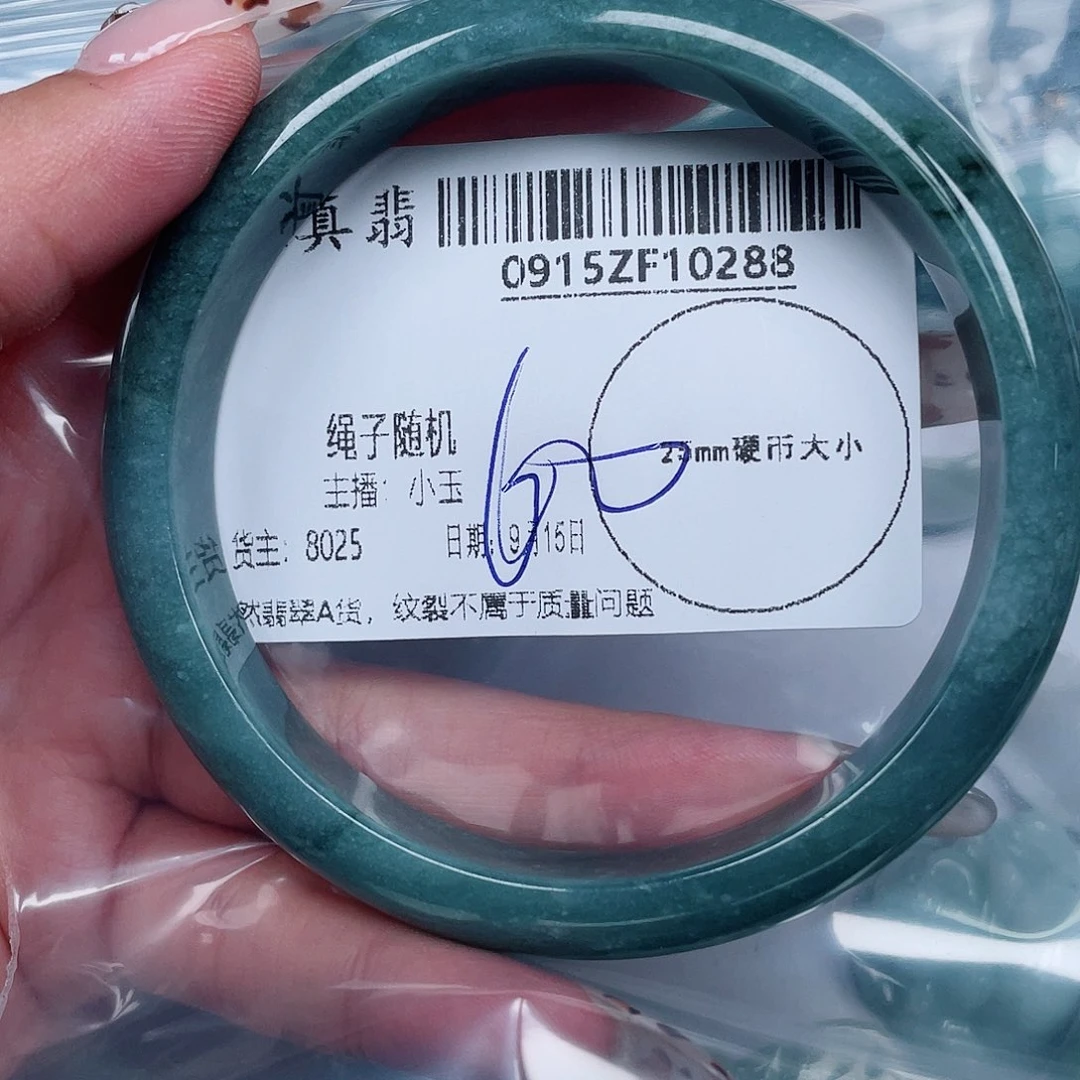 滇翡
0915ZF10288
绳子随机
主播：小玉
60
25mm硬币大小
货主：8025
日期：9月15日
然翡翠A货，纹裂不属于质量问题